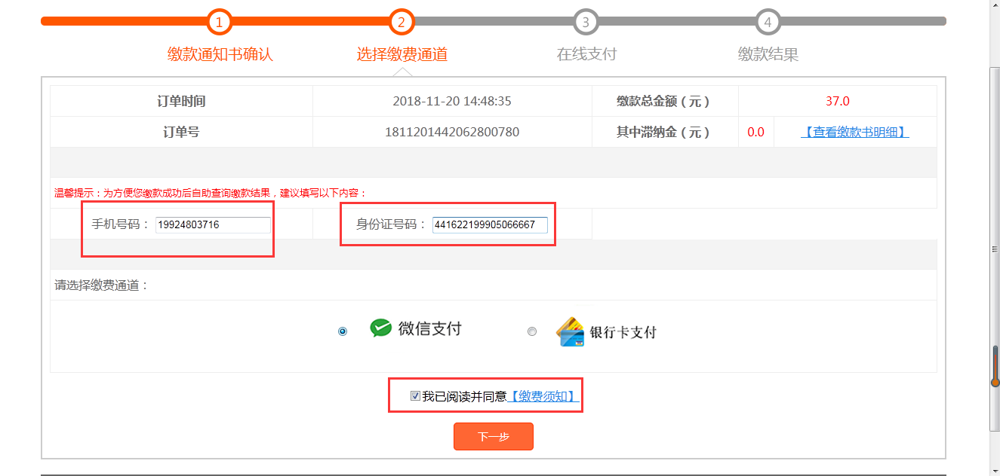 1 2 3 4
缴款通知书确认 选择缴费通道 在线支付 缴款结果
订单时间 2018-11-20 14:48:35 缴款总金额（元） 37.0
订单号 1811201442062800780 其中滞纳金（元） 0.0 【查看缴款书明细】
温馨提示：为方便您缴款成功后自助查询缴款结果，建议填写以下内容：
手机号码： 19924803716 身份证号码： 441622199905066667
请选择缴费通道：
微信支付 银行卡支付
我已阅读并同意【缴费须知】
下一步